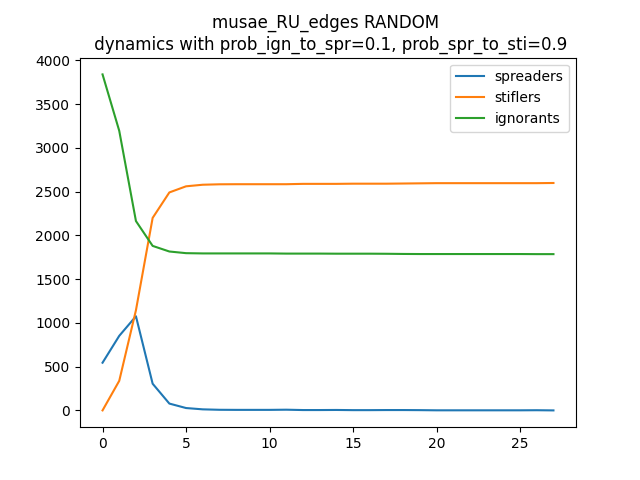 musae_RU_edges RANDOM
dynamics with prob_ign_to_spr=0.1, prob_spr_to_sti=0.9
4000
3500
3000
2500
2000
1500
1000
500
0
spreaders
stiflers
ignorants
0 5 10 15 20 25